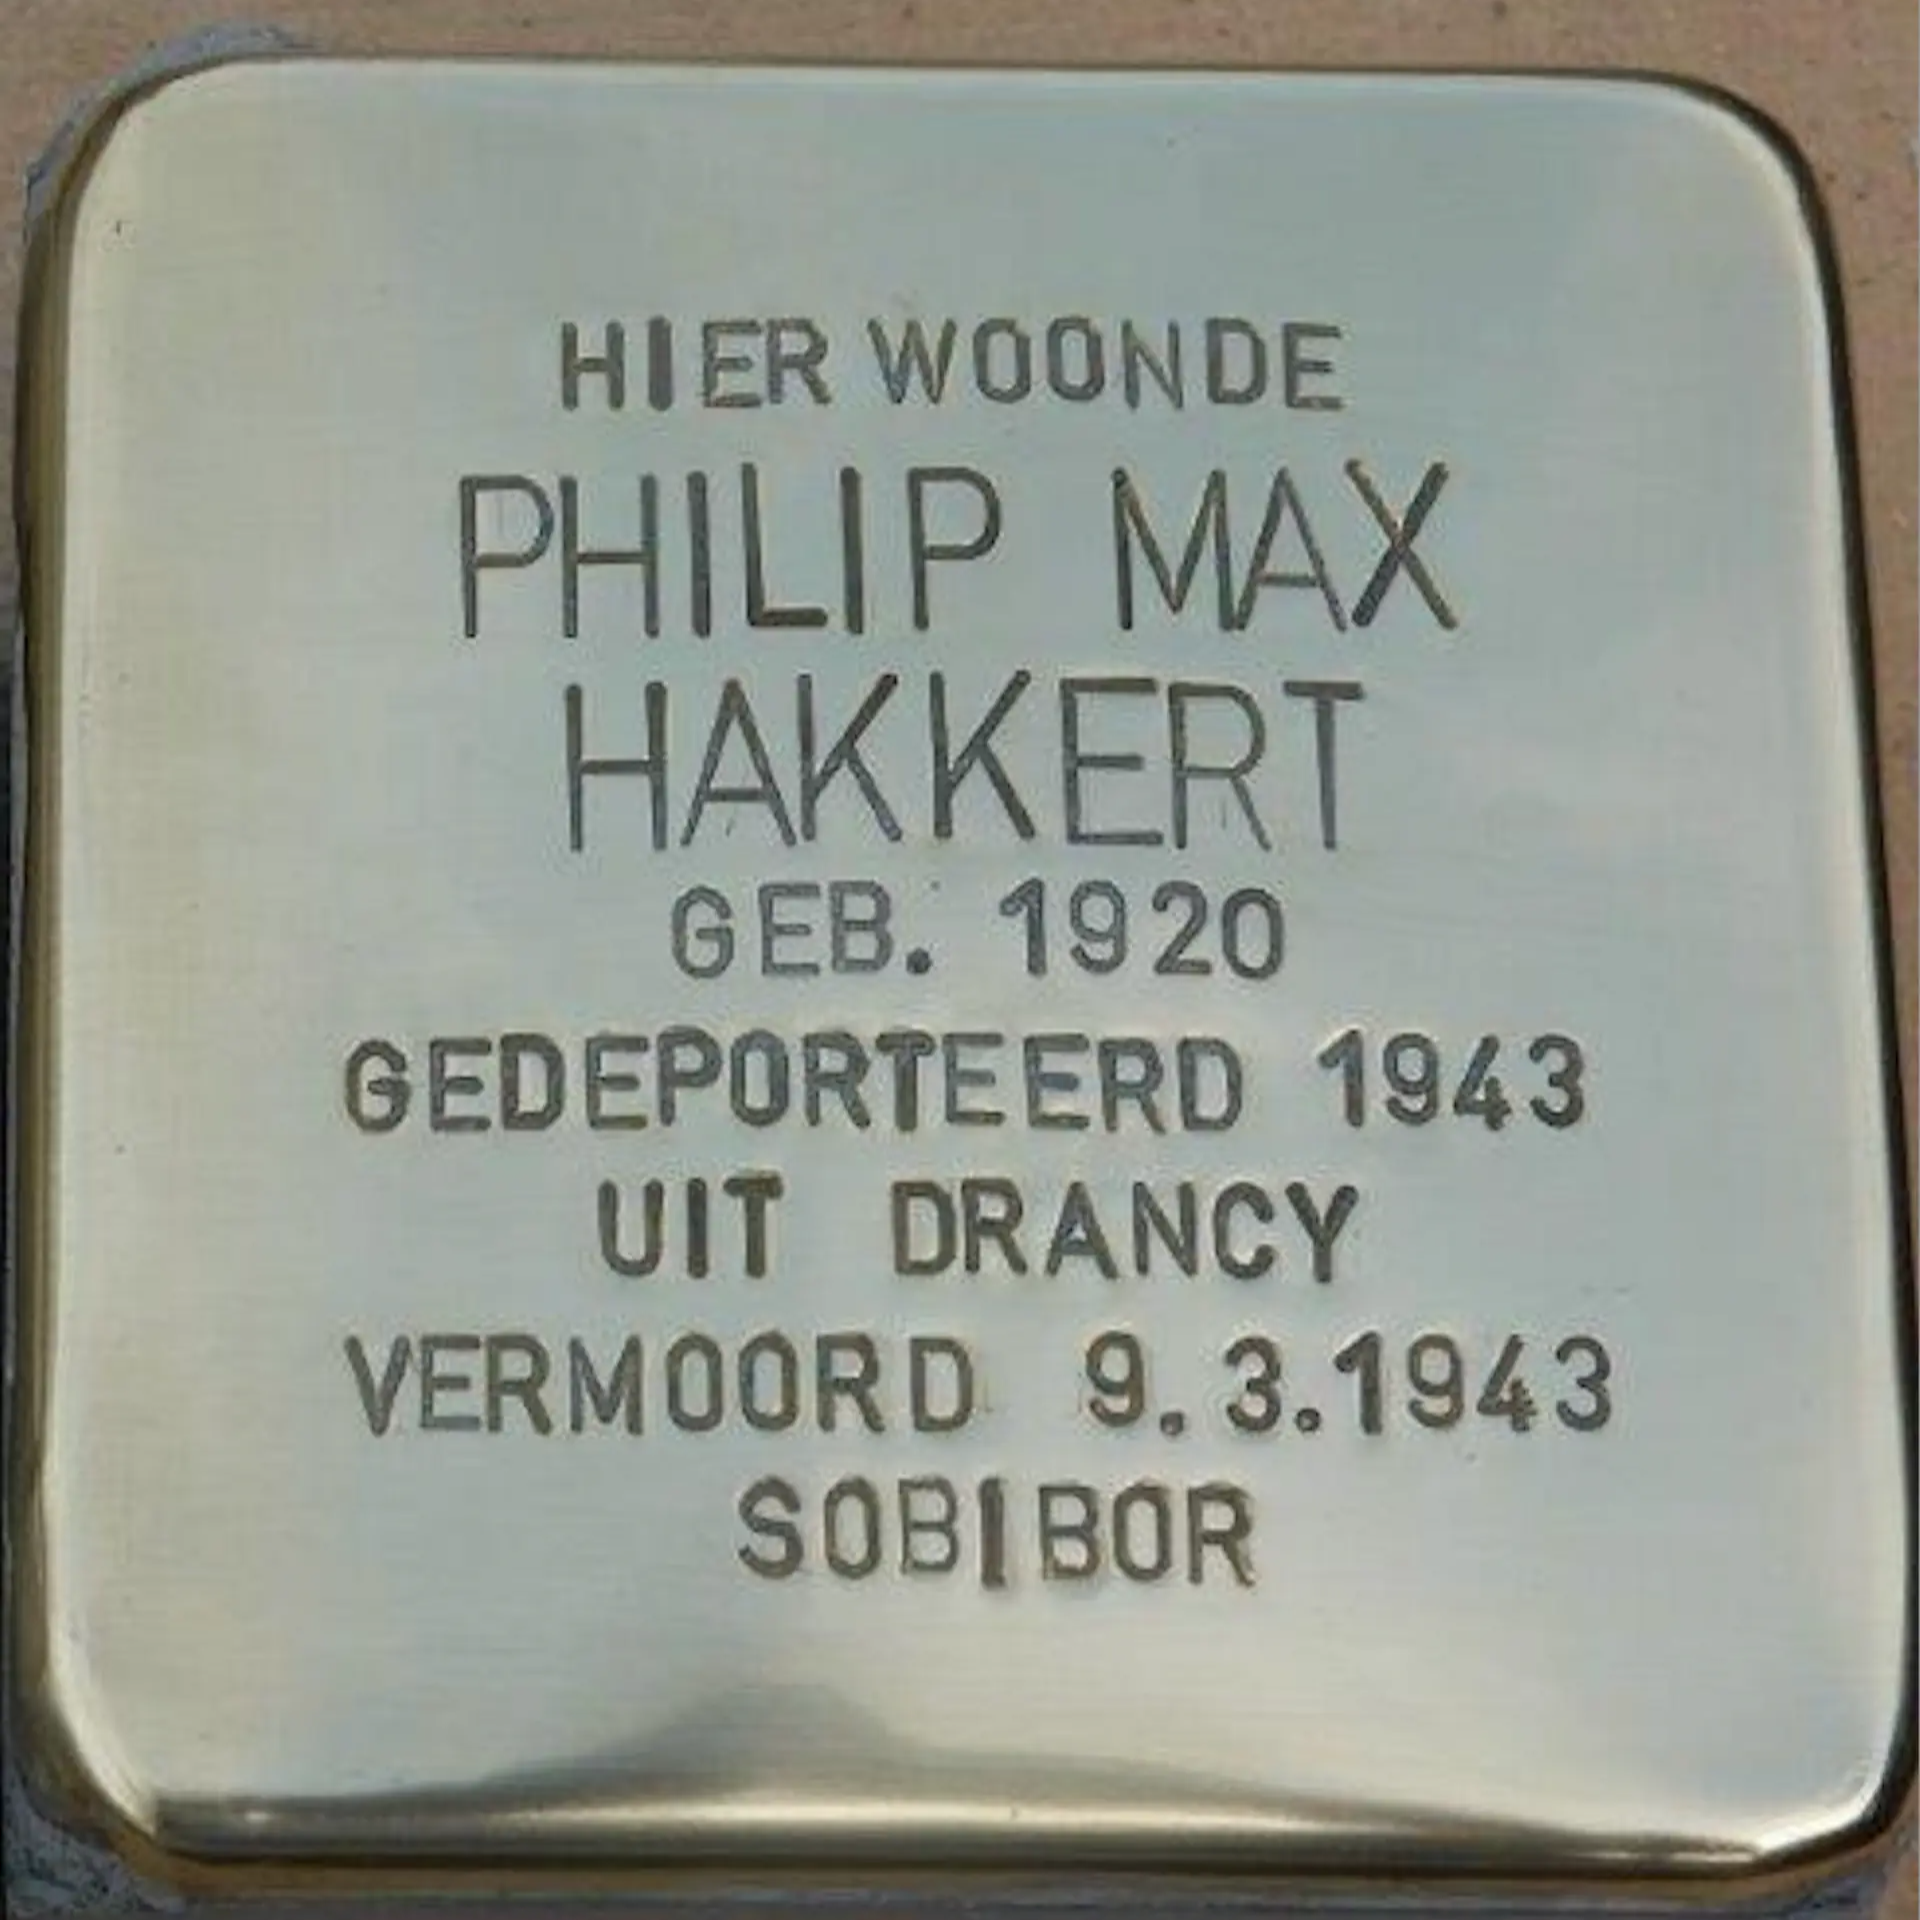 HIER WOONDE
PHILIP MAX
HAKKERT
GEB. 1920
GEDEPORTEERD 1943
UIT DRANCY
VERMOORD 9.3.1943
SOBIBOR